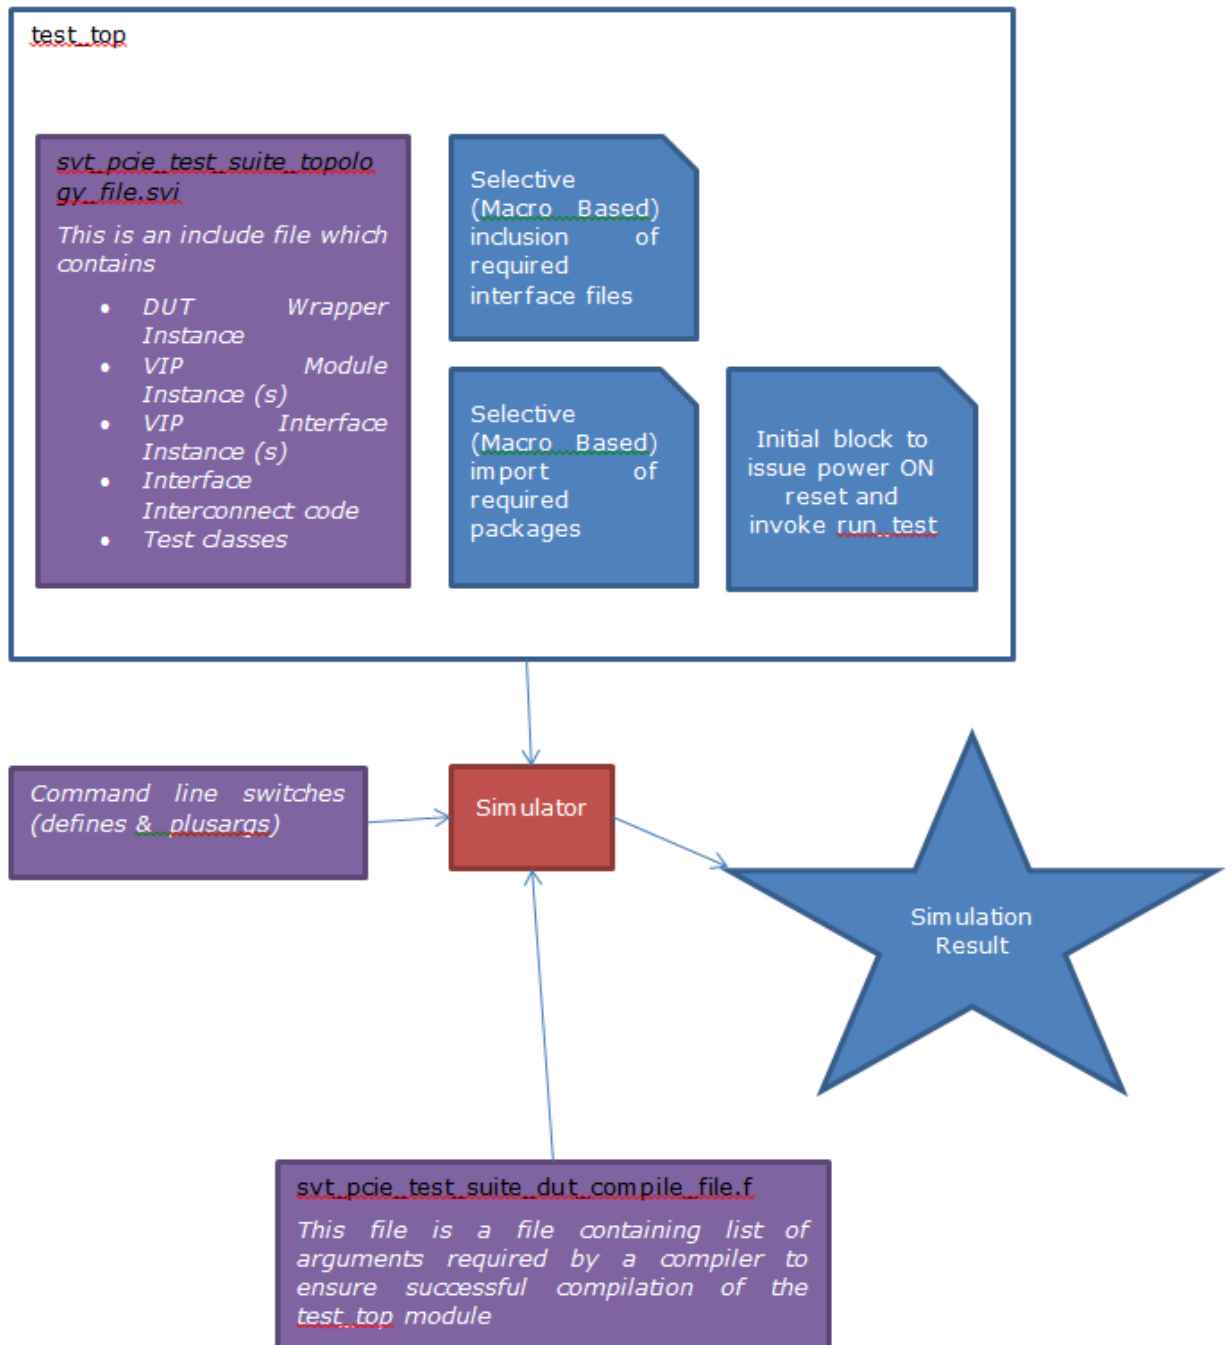 test_top
svt_pcie_test_suite_topolo
gy_file.svi
This is an include file which
contains
• DUT Wrapper
Instance
• VIP Module
Instance (s)
• VIP Interface
Instance (s)
• Interface
Interconnect code
• Test classes
Selective
(Macro Based)
inclusion of
required
interface files
Selective
(Macro Based)
import of
required
packages
Initial block to
issue power ON
reset and
invoke run_test
Command line switches
(defines & plusargs)
Simulator
Simulation
Result
svt_pcie_test_suite_dut_compile_file.f
This file is a file containing list of
arguments required by a compiler to
ensure successful compilation of the
test_top module